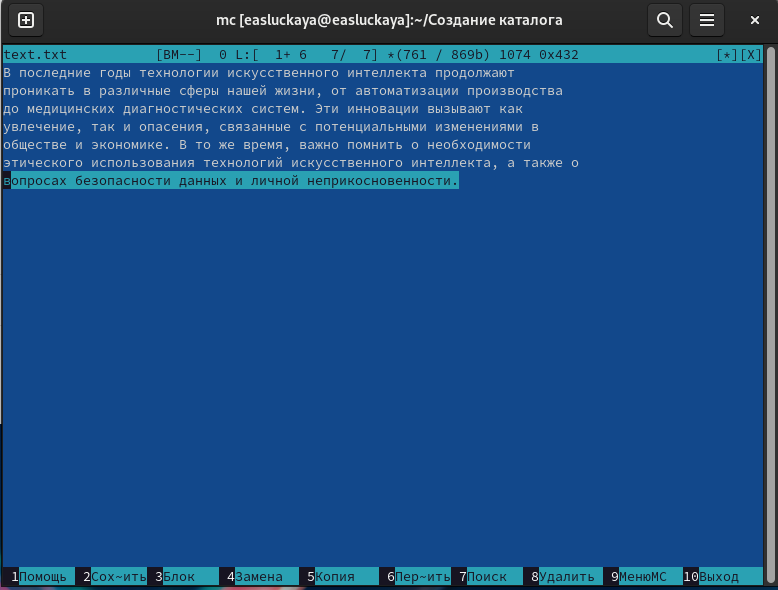 mc [easluckaya@easluckaya]:~/Создание каталога
text.txt [BM--] 0 L:[ 1+ 6 7/ 7] *(761 / 869b) 1074 0x432 [*][X]
В последние годы технологии искусственного интеллекта продолжают
проникать в различные сферы нашей жизни, от автоматизации производства
до медицинских диагностических систем. Эти инновации вызывают как
увлечение, так и опасения, связанные с потенциальными изменениями в
обществе и экономике. В то же время, важно помнить о необходимости
этического использования технологий искусственного интеллекта, а также о
вопросах безопасности данных и личной неприкосновенности.
1Помощь 2Сох~ить 3Блок 4Замена 5Копия 6Пер~ить 7Поиск 8Удалить 9МенюMC 10Выход